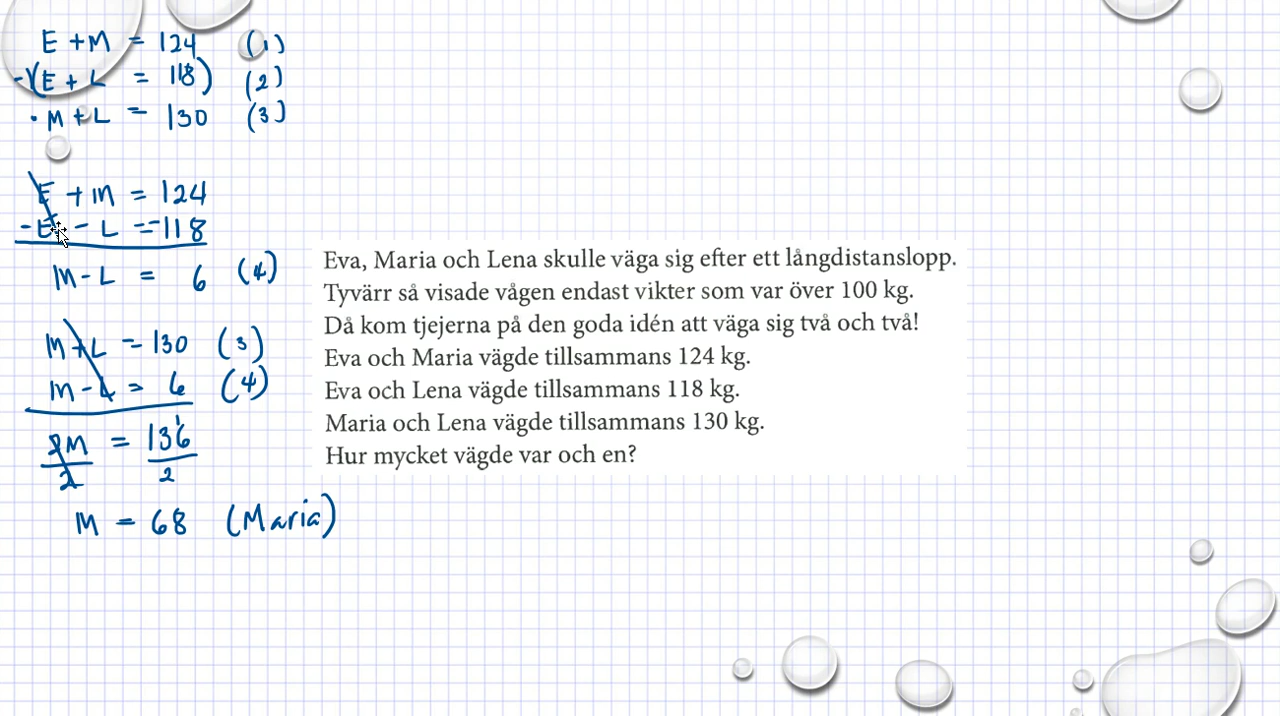 E + M = 124 (1)
-1(E + L = 118) (2)
· M + L = 130 (3)
E + M = 124
- E - L = -118
M - L = 6 (4)
M + L = 130 (3)
M - L = 6 (4)
2M = 136
2 2
M = 68 (Maria)
Eva, Maria och Lena skulle väga sig efter ett långdistanslopp.
Tyvärr så visade vågen endast vikter som var över 100 kg.
Då kom tjejerna på den goda idén att väga sig två och två!
Eva och Maria vägde tillsammans 124 kg.
Eva och Lena vägde tillsammans 118 kg.
Maria och Lena vägde tillsammans 130 kg.
Hur mycket vägde var och en?